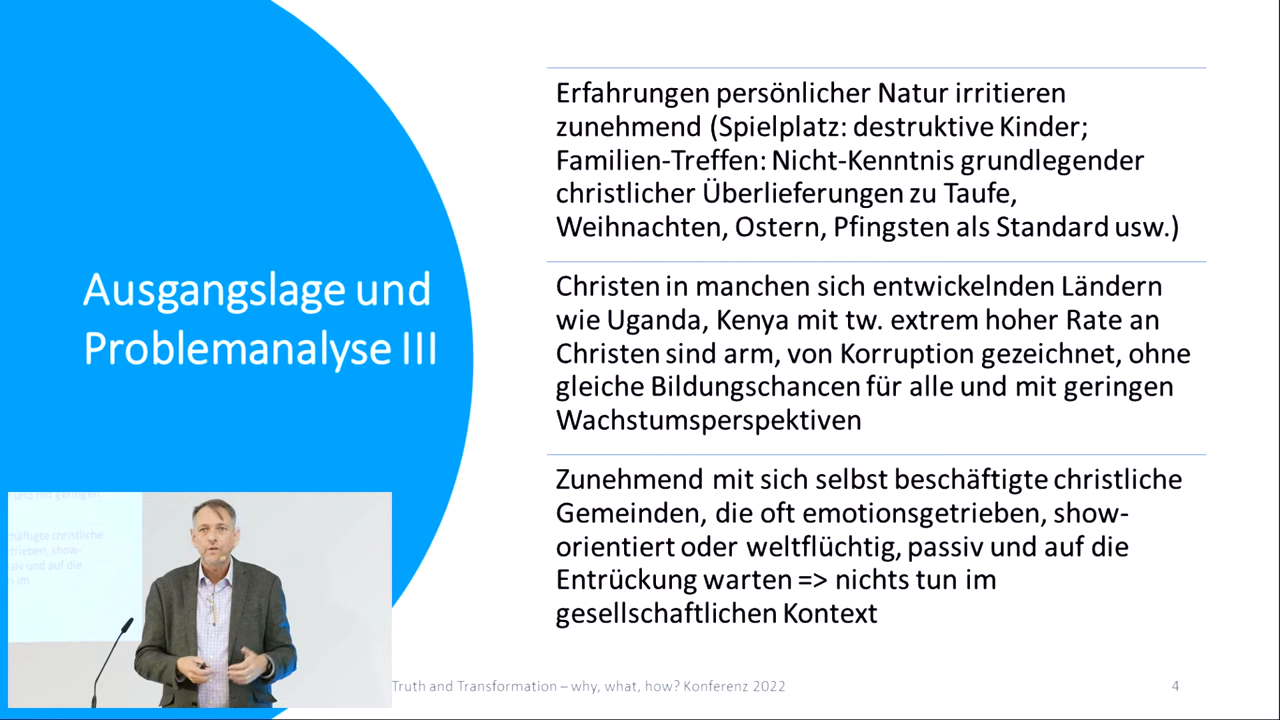 Ausgangslage und
Problemanalyse III
Erfahrungen persönlicher Natur irritieren
zunehmend (Spielplatz: destruktive Kinder;
Familien-Treffen: Nicht-Kenntnis grundlegender
christlicher Überlieferungen zu Taufe,
Weihnachten, Ostern, Pfingsten als Standard usw.)
Christen in manchen sich entwickelnden Ländern
wie Uganda, Kenya mit tw. extrem hoher Rate an
Christen sind arm, von Korruption gezeichnet, ohne
gleiche Bildungschancen für alle und mit geringen
Wachstumsperspektiven
Zunehmend mit sich selbst beschäftigte christliche
Gemeinden, die oft emotionsgetrieben, show-
orientiert oder weltflüchtig, passiv und auf die
Entrückung warten => nichts tun im
gesellschaftlichen Kontext
Truth and Transformation – why, what, how? Konferenz 2022
4